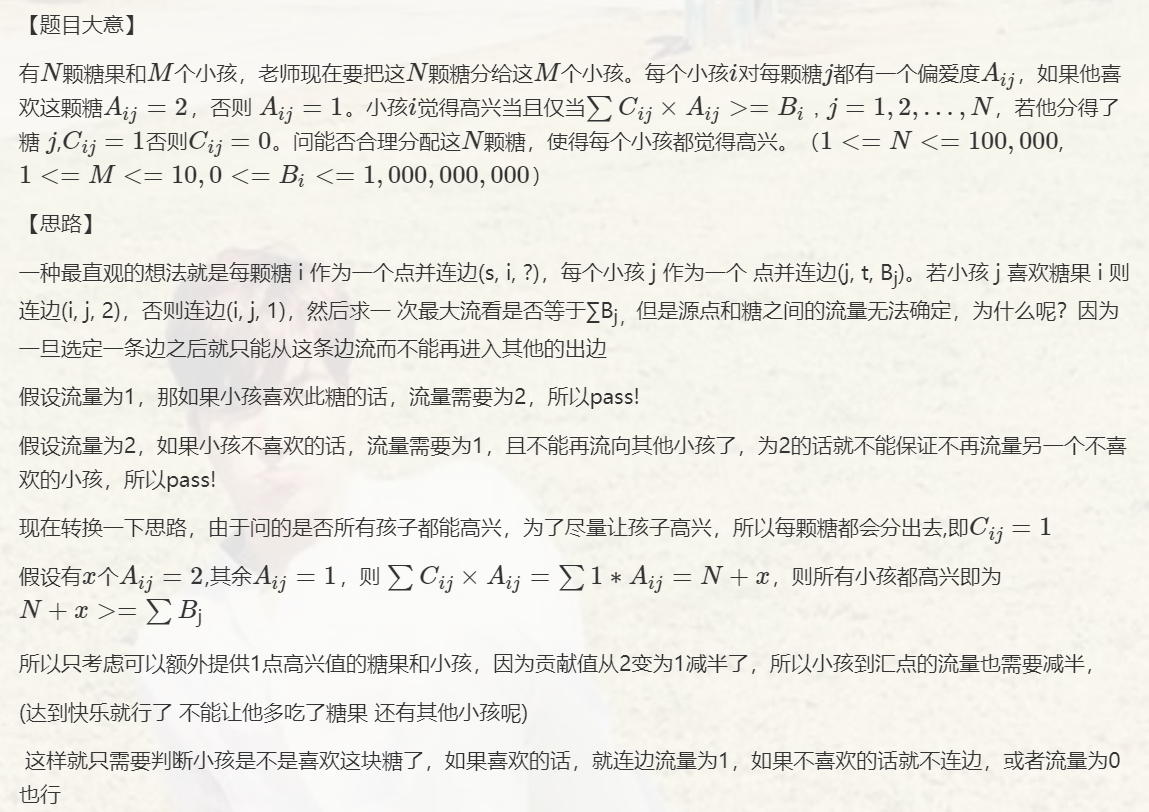 【题目大意】
有N颗糖果和M个小孩，老师现在要把这N颗糖分给这M个小孩。每个小孩i对每颗糖j都有一个偏爱度A_{ij}，如果他喜
欢这颗糖A_{ij} = 2，否则 A_{ij} = 1。小孩i觉得高兴当且仅当∑ C_{ij} × A_{ij} >= B_i , j = 1, 2, . . . , N，若他分得了
糖 j,C_{ij} = 1否则C_{ij} = 0。问能否合理分配这N颗糖，使得每个小孩都觉得高兴。（1 <= N <= 100, 000,
1 <= M <= 10, 0 <= B_i <= 1, 000, 000, 000）
【思路】
一种最直观的想法就是每颗糖 i 作为一个点并连边(s, i, ?)，每个小孩 j 作为一个 点并连边(j, t, B_j)。若小孩 j 喜欢糖果 i 则
连边(i, j, 2)，否则连边(i, j, 1)，然后求一 次最大流看是否等于∑B_j，但是源点和糖之间的流量无法确定，为什么呢？因为
一旦选定一条边之后就只能从这条边流而不能再进入其他的出边
假设流量为1，那如果小孩喜欢此糖的话，流量需要为2，所以pass!
假设流量为2，如果小孩不喜欢的话，流量需要为1，且不能再流向其他小孩了，为2的话就不能保证不再流量另一个不喜
欢的小孩，所以pass!
现在转换一下思路，由于问的是否所有孩子都能高兴，为了尽量让孩子高兴，所以每颗糖都会分出去,即C_{ij} = 1
假设有x个A_{ij} = 2,其余A_{ij} = 1，则 ∑ C_{ij} × A_{ij} = ∑ 1 * A_{ij} = N + x，则所有小孩都高兴即为
N + x >= ∑ B_j
所以只考虑可以额外提供1点高兴值的糖果和小孩，因为贡献值从2变为1减半了，所以小孩到汇点的流量也需要减半，
(达到快乐就行了 不能让他多吃了糖果 还有其他小孩呢)
这样就只需要判断小孩是不是喜欢这块糖了，如果喜欢的话，就连边流量为1，如果不喜欢的话就不连边，或者流量为0
也行